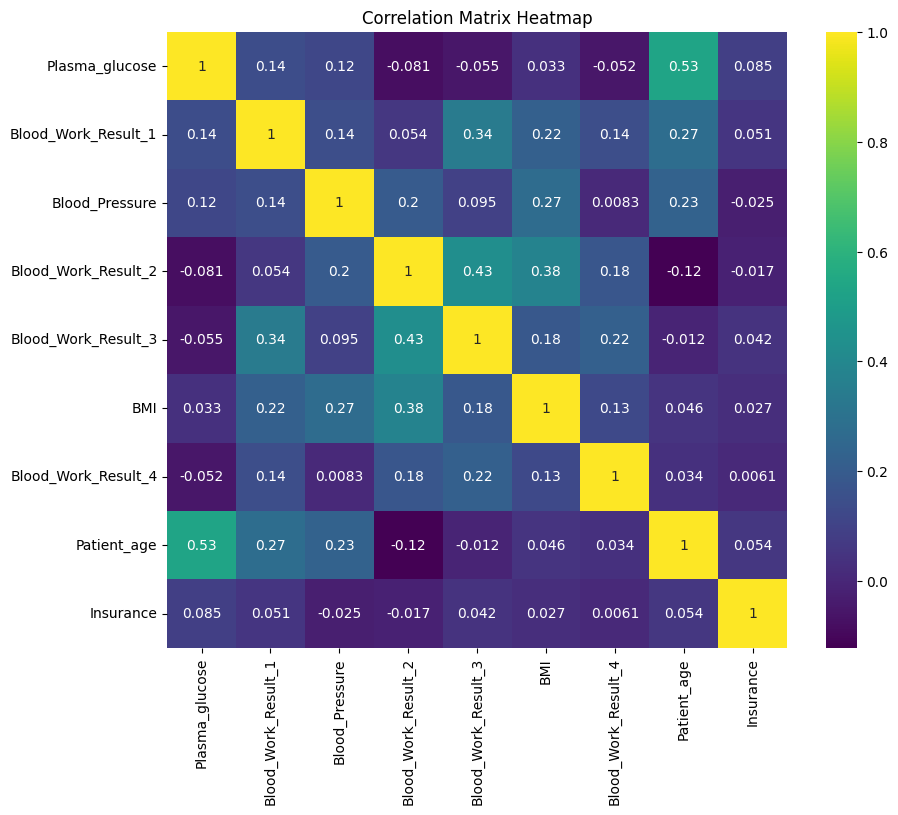 Correlation Matrix Heatmap
Plasma_glucose 1 0.14 0.12 -0.081 -0.055 0.033 -0.052 0.53 0.085
Blood_Work_Result_1 0.14 1 0.14 0.054 0.34 0.22 0.14 0.27 0.051
Blood_Pressure 0.12 0.14 1 0.2 0.095 0.27 0.0083 0.23 -0.025
Blood_Work_Result_2 -0.081 0.054 0.2 1 0.43 0.38 0.18 -0.12 -0.017
Blood_Work_Result_3 -0.055 0.34 0.095 0.43 1 0.18 0.22 -0.012 0.042
BMI 0.033 0.22 0.27 0.38 0.18 1 0.13 0.046 0.027
Blood_Work_Result_4 -0.052 0.14 0.0083 0.18 0.22 0.13 1 0.034 0.0061
Patient_age 0.53 0.27 0.23 -0.12 -0.012 0.046 0.034 1 0.054
Insurance 0.085 0.051 -0.025 -0.017 0.042 0.027 0.0061 0.054 1
Plasma_glucose
Blood_Work_Result_1
Blood_Pressure
Blood_Work_Result_2
Blood_Work_Result_3
BMI
Blood_Work_Result_4
Patient_age
Insurance
1.0
0.8
0.6
0.4
0.2
0.0